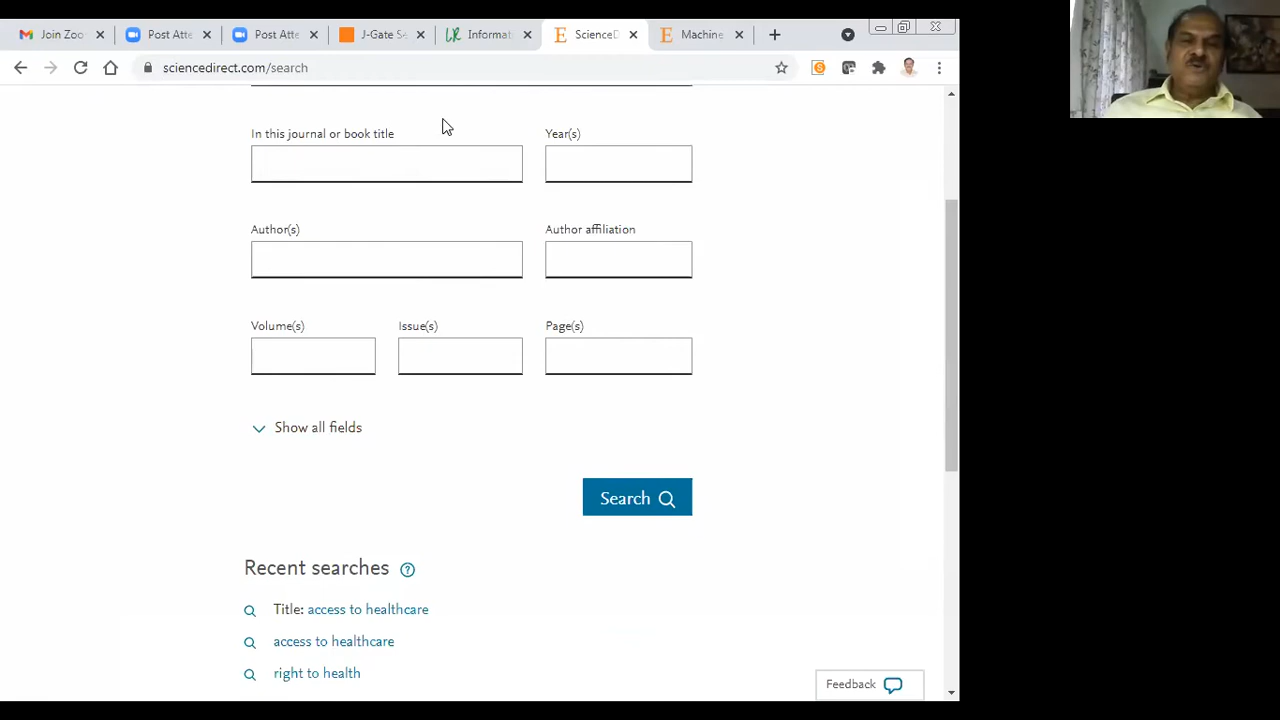 Join Zoo
Post Atte
Post Atte
J-Gate S
Informat
ScienceD
Machine
sciencedirect.com/search
In this journal or book title
Year(s)
Author(s)
Author affiliation
Volume(s)
Issue(s)
Page(s)
Show all fields
Search
Recent searches
Title: access to healthcare
access to healthcare
right to health
Feedback